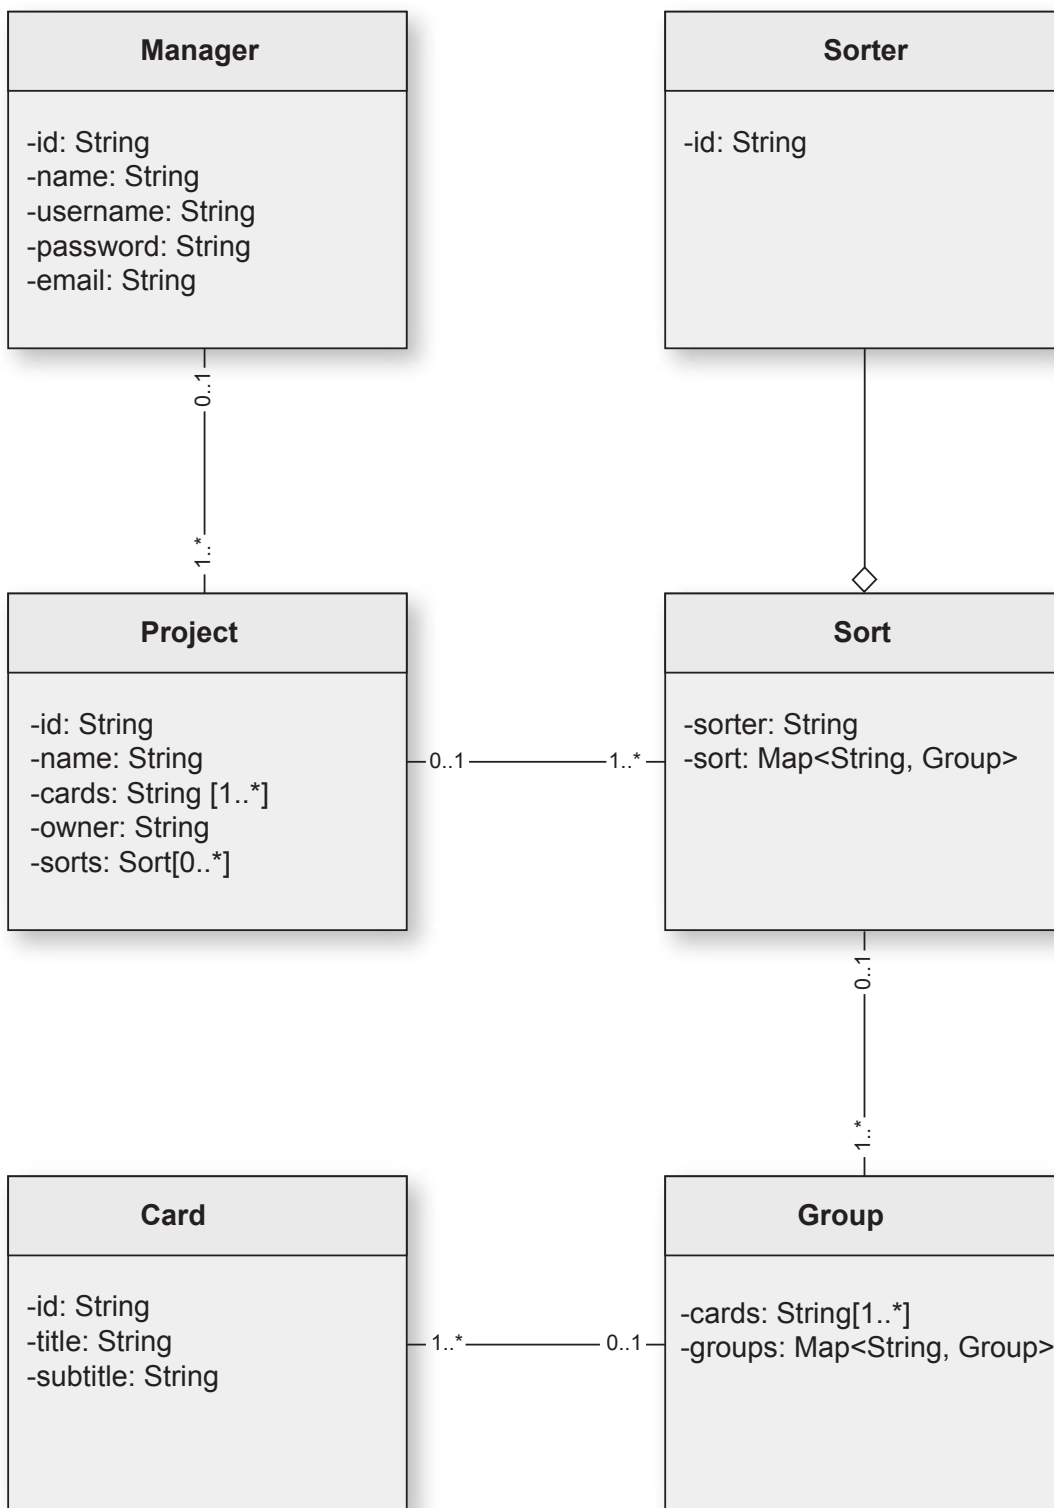 Manager
-id: String
-name: String
-username: String
-password: String
-email: String
Sorter
-id: String
0..1
1..*
Project
-id: String
-name: String
-cards: String [1..*]
-owner: String
-sorts: Sort[0..*]
0..1
1..*
Sort
-sorter: String
-sort: Map<String, Group>
0..1
1..*
Card
-id: String
-title: String
-subtitle: String
1..*
0..1
Group
-cards: String[1..*]
-groups: Map<String, Group>